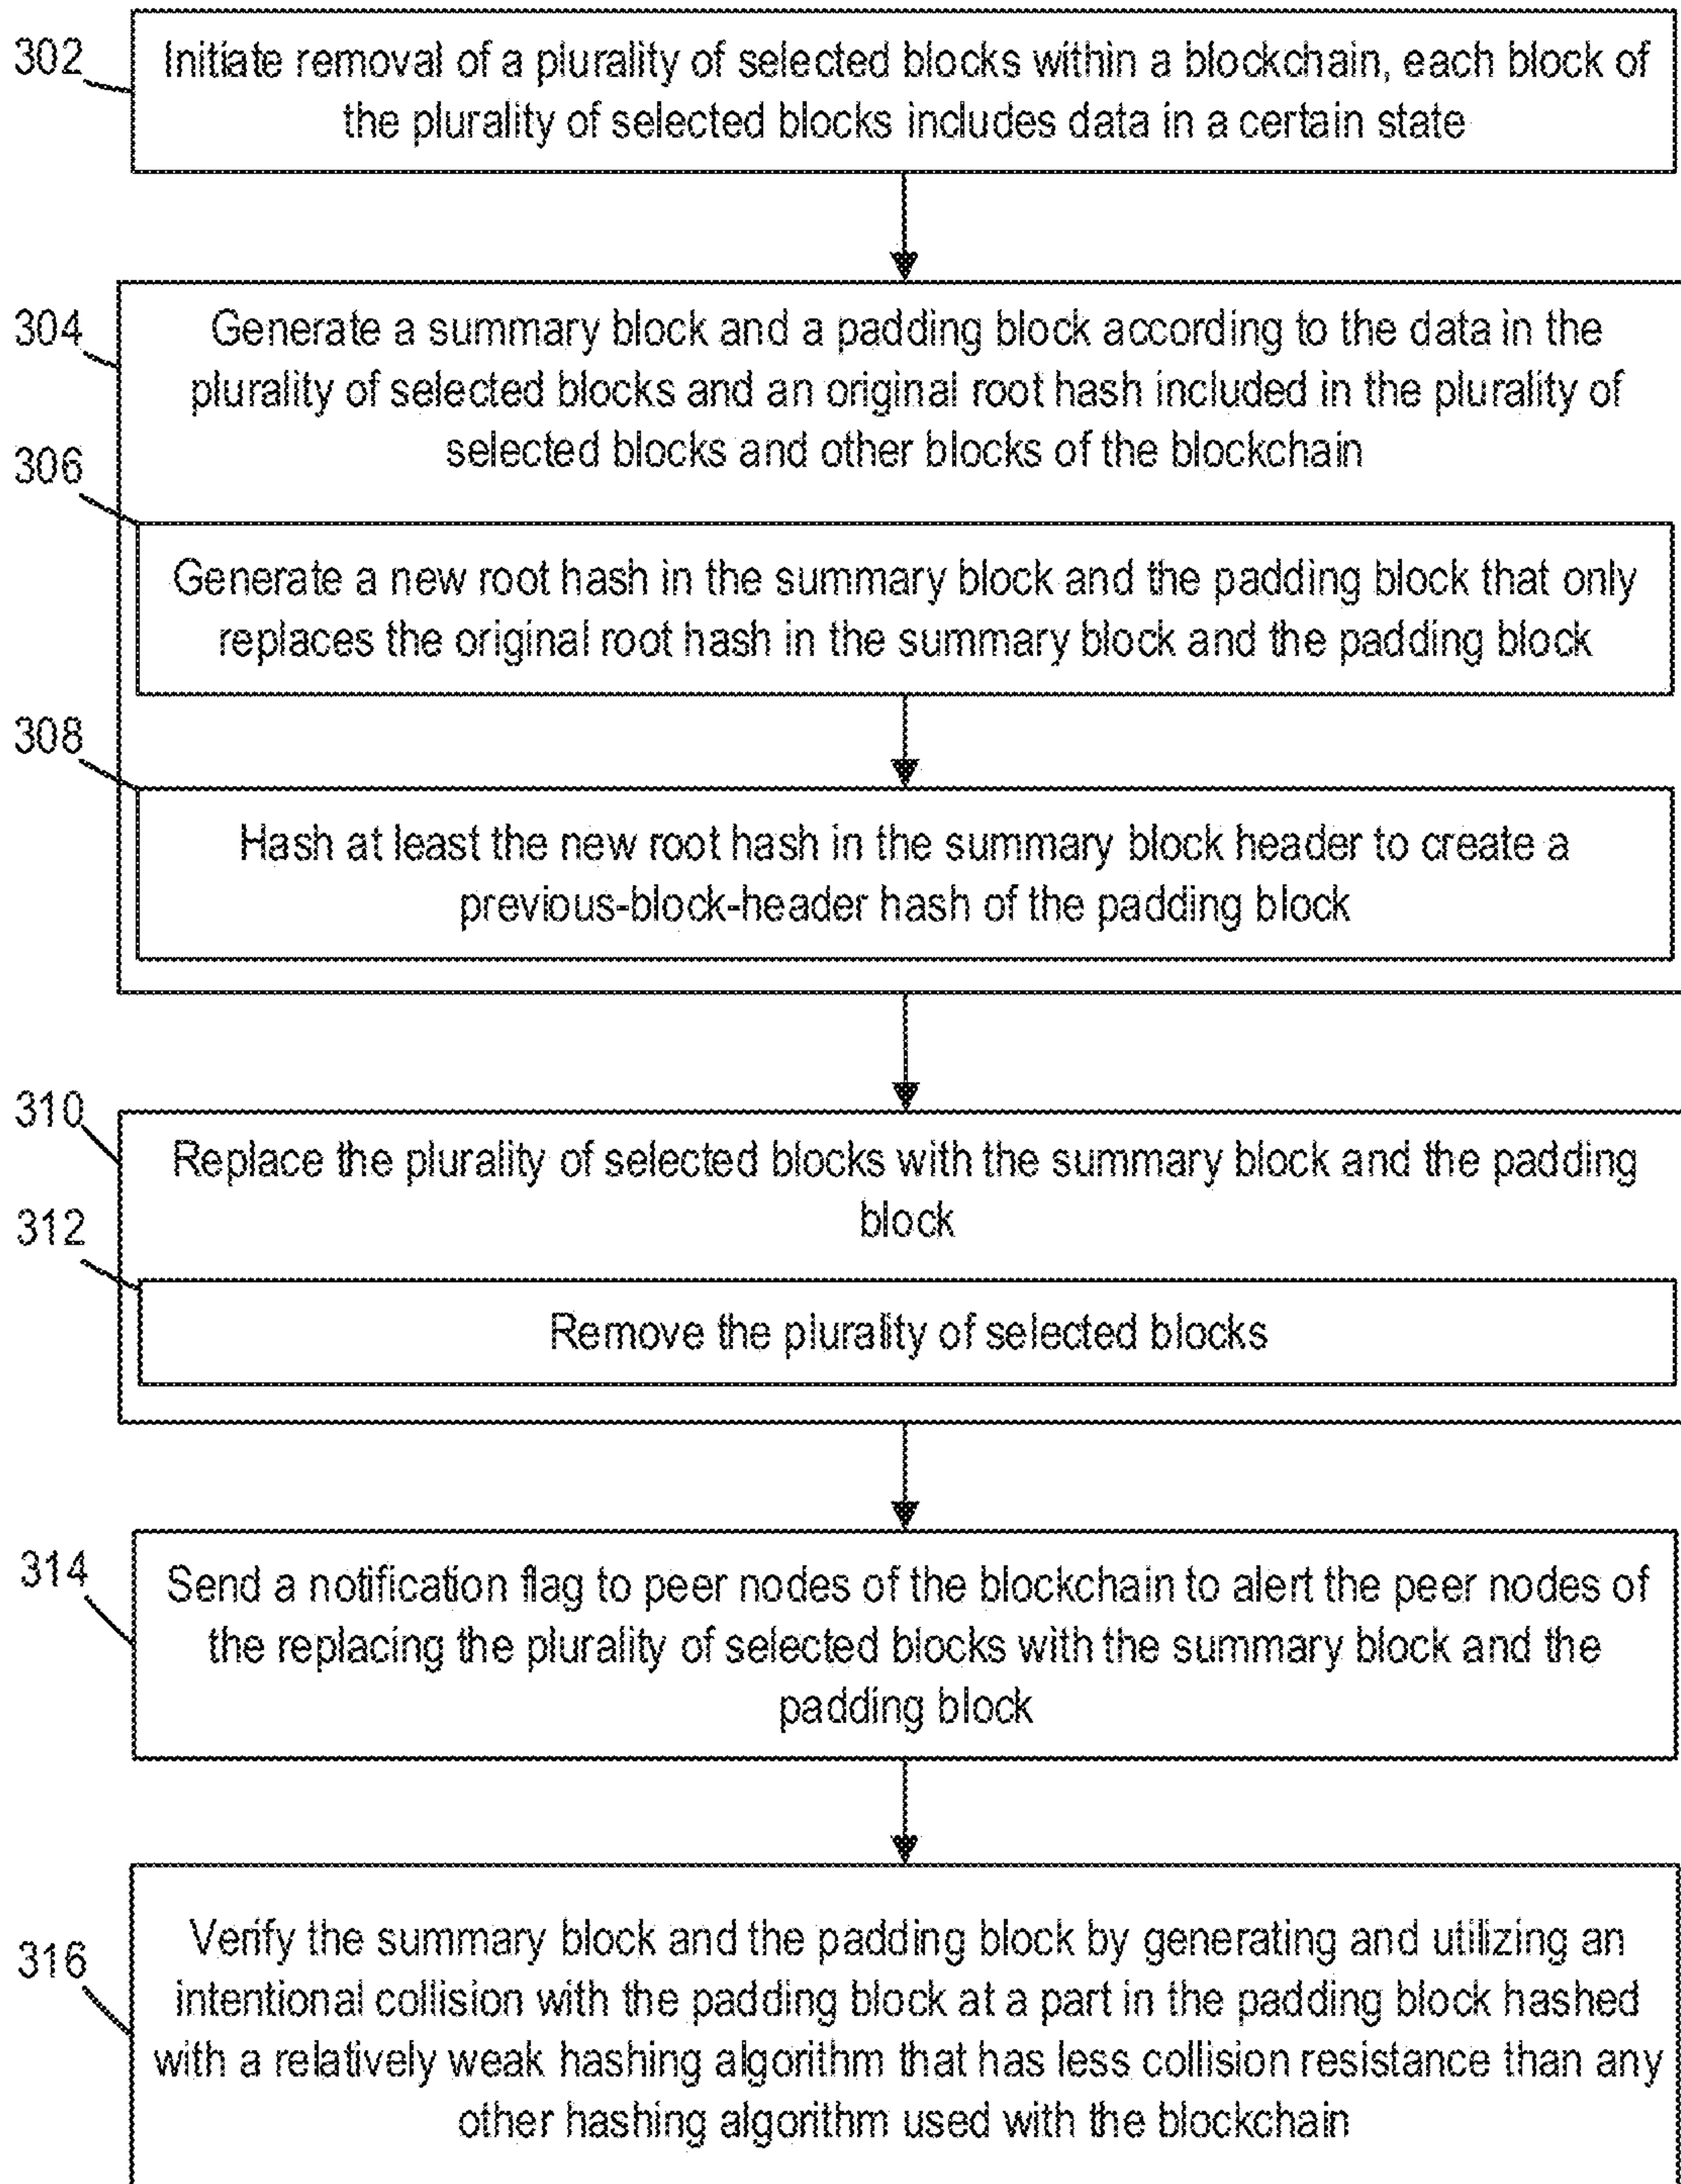 302
Initiate removal of a plurality of selected blocks within a blockchain, each block of
the plurality of selected blocks includes data in a certain state
304
Generate a summary block and a padding block according to the data in the
plurality of selected blocks and an original root hash included in the plurality of
selected blocks and other blocks of the blockchain
306
Generate a new root hash in the summary block and the padding block that only
replaces the original root hash in the summary block and the padding block
308
Hash at least the new root hash in the summary block header to create a
previous-block-header hash of the padding block
310
Replace the plurality of selected blocks with the summary block and the padding
block
312
Remove the plurality of selected blocks
314
Send a notification flag to peer nodes of the blockchain to alert the peer nodes of
the replacing the plurality of selected blocks with the summary block and the
padding block
316
Verify the summary block and the padding block by generating and utilizing an
intentional collision with the padding block at a part in the padding block hashed
with a relatively weak hashing algorithm that has less collision resistance than any
other hashing algorithm used with the blockchain